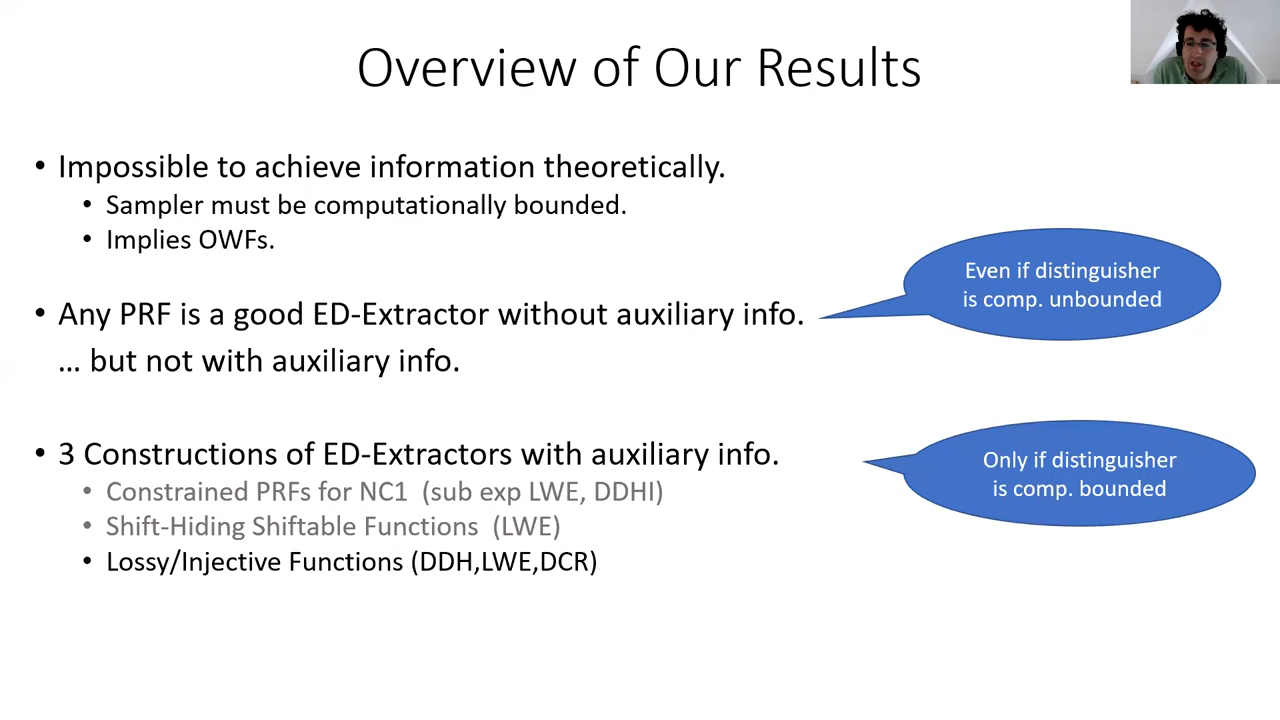 Overview of Our Results
• Impossible to achieve information theoretically.
• Sampler must be computationally bounded.
• Implies OWFs.
Even if distinguisher
is comp. unbounded
• Any PRF is a good ED-Extractor without auxiliary info.
... but not with auxiliary info.
• 3 Constructions of ED-Extractors with auxiliary info.
Only if distinguisher
is comp. bounded
• Constrained PRFs for NC1 (sub exp LWE, DDHI)
• Shift-Hiding Shiftable Functions (LWE)
• Lossy/Injective Functions (DDH,LWE,DCR)